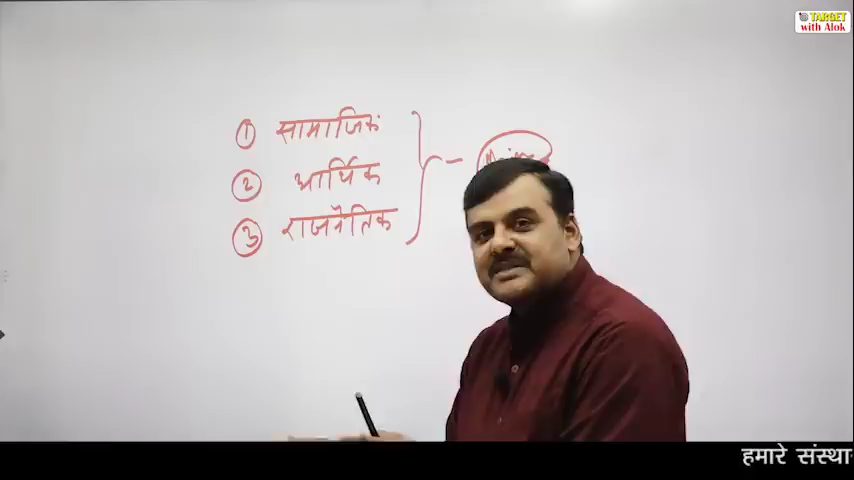 TARGET
with Alok
① सामाजिक
② आर्थिक
③ राजनैतिक
हमारे संस्था